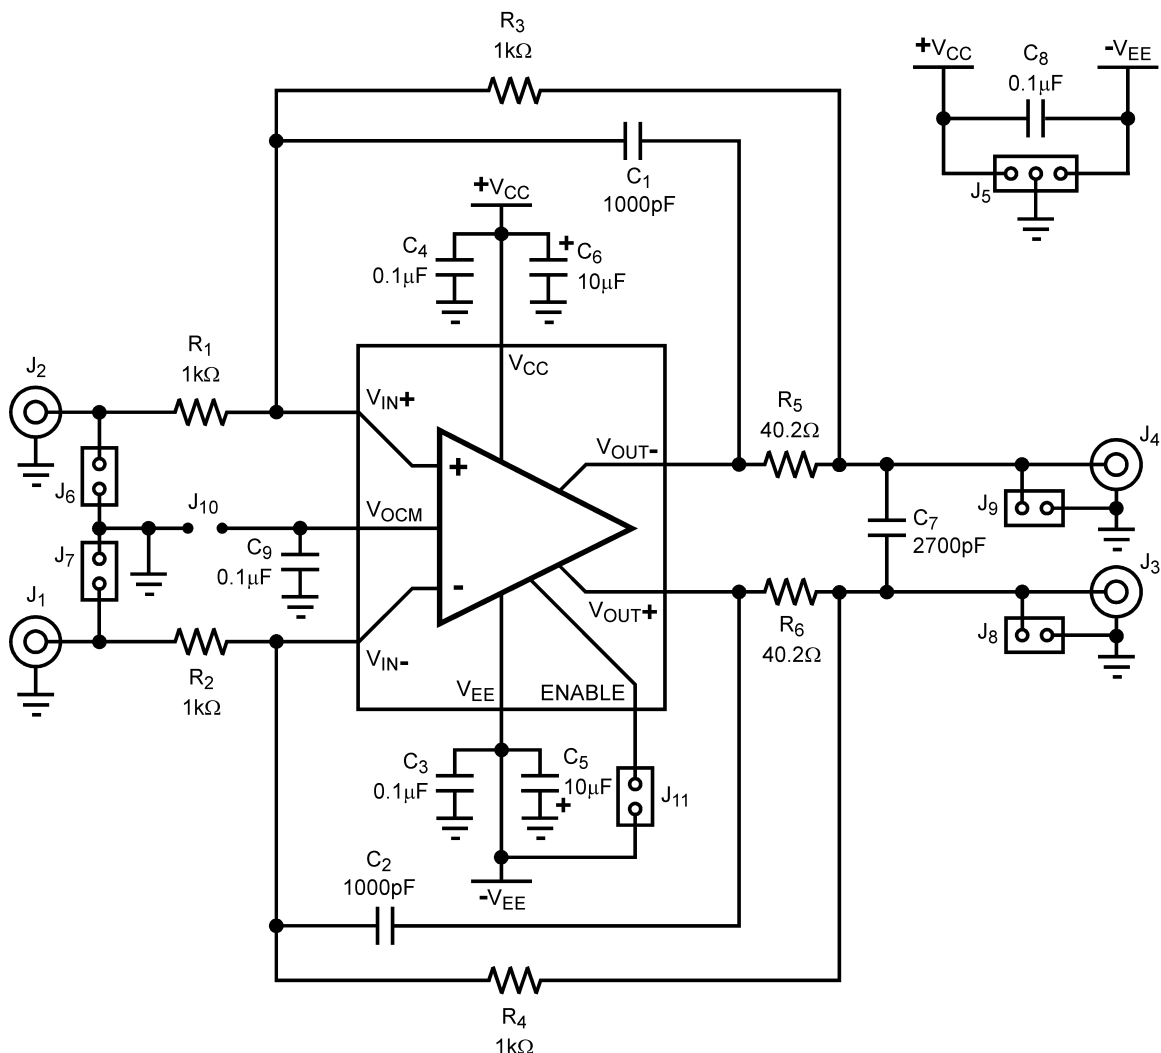 R3
1kΩ
+VCC
C8
0.1µF
-VEE
C1
1000pF
J5
+VCC
C4
0.1µF
+
C6
10µF
R1
1kΩ
J2
VCC
VIN+
R5
40.2Ω
VOUT-
J4
+
J6
J10
VOCM
J9
C7
2700pF
J7
C9
0.1µF
J3
J1
-
VOUT+
R6
40.2Ω
J8
VIN-
R2
1kΩ
VEE
ENABLE
C3
0.1µF
C5
10µF
+
J11
C2
1000pF
-VEE
R4
1kΩ